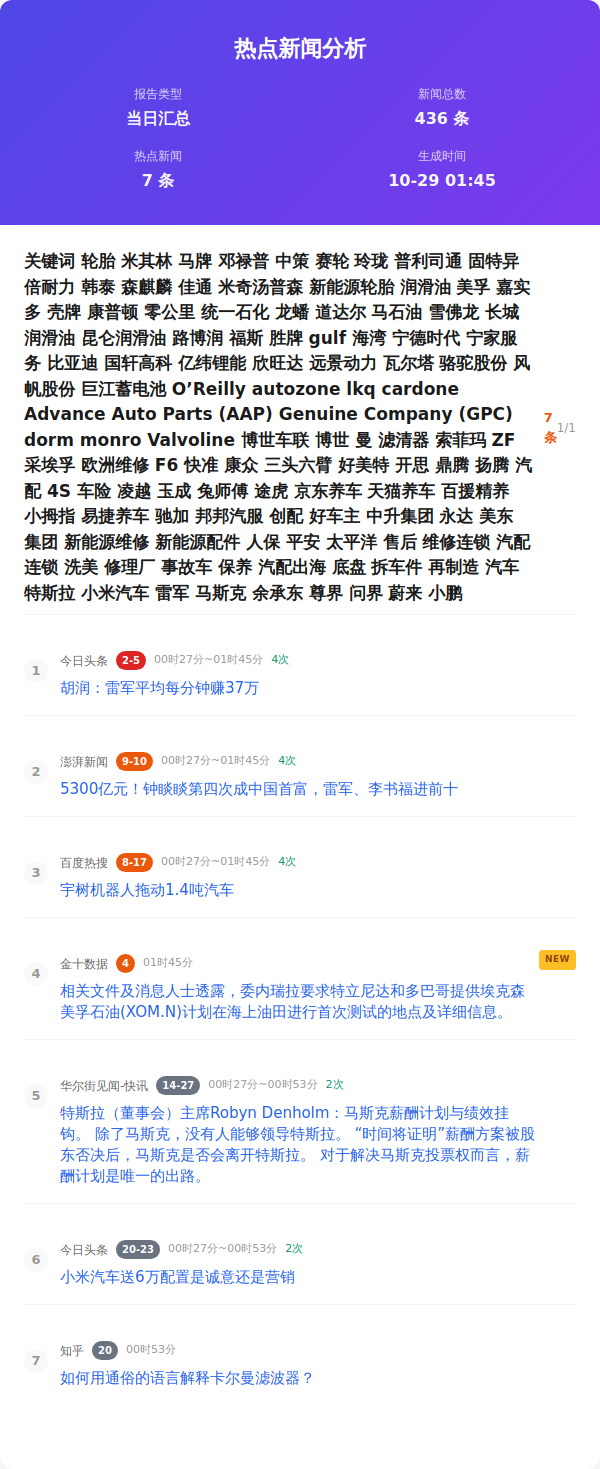 热点新闻分析
报告类型
新闻总数
当日汇总
436 条
热点新闻
生成时间
7 条
10-29 01:45
关键词 轮胎 米其林 马牌 邓禄普 中策 赛轮 玲珑 普利司通 固特异
倍耐力 韩泰 森麒麟 佳通 米奇汤普森 新能源轮胎 润滑油 美孚 嘉实
多 壳牌 康普顿 零公里 统一石化 龙蟠 道达尔 马石油 雪佛龙 长城
润滑油 昆仑润滑油 路博润 福斯 胜牌 gulf 海湾 宁德时代 宁家服
务 比亚迪 国轩高科 亿纬锂能 欣旺达 远景动力 瓦尔塔 骆驼股份 风
帆股份 巨江蓄电池 O’Reilly autozone lkq cardone
Advance Auto Parts (AAP) Genuine Company (GPC)
dorm monro Valvoline 博世车联 博世 曼 滤清器 索菲玛 ZF
采埃孚 欧洲维修 F6 快准 康众 三头六臂 好美特 开思 鼎腾 扬腾 汽
配 4S 车险 凌越 玉成 兔师傅 途虎 京东养车 天猫养车 百援精养
小拇指 易捷养车 驰加 邦邦汽服 创配 好车主 中升集团 永达 美东
集团 新能源维修 新能源配件 人保 平安 太平洋 售后 维修连锁 汽配
连锁 洗美 修理厂 事故车 保养 汽配出海 底盘 拆车件 再制造 汽车
特斯拉 小米汽车 雷军 马斯克 余承东 尊界 问界 蔚来 小鹏
7
条
1/1
1
今日头条 2-5 00时27分~01时45分 4次
胡润：雷军平均每分钟赚37万
2
澎湃新闻 9-10 00时27分~01时45分 4次
5300亿元！钟睒睒第四次成中国首富，雷军、李书福进前十
3
百度热搜 8-17 00时27分~01时45分 4次
宇树机器人拖动1.4吨汽车
4
金十数据 4 01时45分
NEW
相关文件及消息人士透露，委内瑞拉要求特立尼达和多巴哥提供埃克森
美孚石油(XOM.N)计划在海上油田进行首次测试的地点及详细信息。
5
华尔街见闻-快讯 14-27 00时27分~00时53分 2次
特斯拉（董事会）主席Robyn Denholm：马斯克薪酬计划与绩效挂
钩。 除了马斯克，没有人能够领导特斯拉。 “时间将证明”薪酬方案被股
东否决后，马斯克是否会离开特斯拉。 对于解决马斯克投票权而言，薪
酬计划是唯一的出路。
6
今日头条 20-23 00时27分~00时53分 2次
小米汽车送6万配置是诚意还是营销
7
知乎 20 00时53分
如何用通俗的语言解释卡尔曼滤波器？